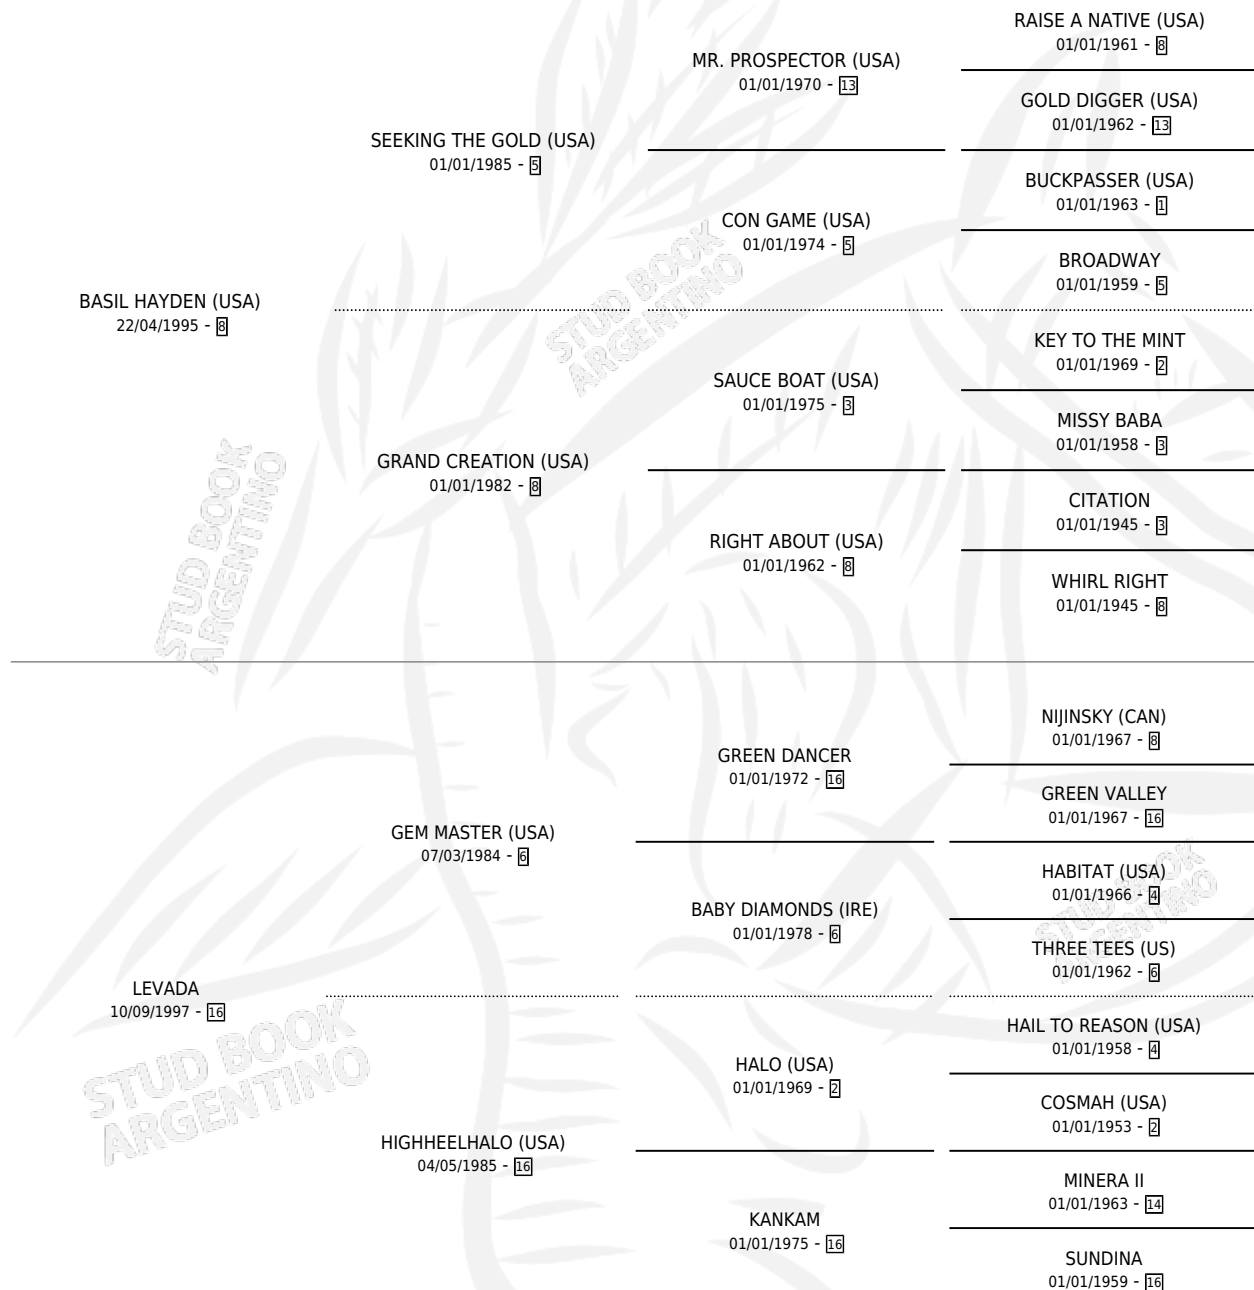 RAISE A NATIVE (USA)
01/01/1961 - 8
MR. PROSPECTOR (USA)
01/01/1970 - 13
GOLD DIGGER (USA)
01/01/1962 - 13
SEEKING THE GOLD (USA)
01/01/1985 - 5
BUCKPASSER (USA)
01/01/1963 - 1
CON GAME (USA)
01/01/1974 - 5
BROADWAY
01/01/1959 - 5
BASIL HAYDEN (USA)
22/04/1995 - 8
KEY TO THE MINT
01/01/1969 - 2
SAUCE BOAT (USA)
01/01/1975 - 3
MISSY BABA
01/01/1958 - 3
GRAND CREATION (USA)
01/01/1982 - 8
CITATION
01/01/1945 - 3
RIGHT ABOUT (USA)
01/01/1962 - 8
WHIRL RIGHT
01/01/1945 - 8
NIJINSKY (CAN)
01/01/1967 - 8
GREEN DANCER
01/01/1972 - 16
GREEN VALLEY
01/01/1967 - 16
GEM MASTER (USA)
07/03/1984 - 6
HABITAT (USA)
01/01/1966 - 4
BABY DIAMONDS (IRE)
01/01/1978 - 6
THREE TEES (US)
01/01/1962 - 6
LEVADA
10/09/1997 - 16
HAIL TO REASON (USA)
01/01/1958 - 4
HALO (USA)
01/01/1969 - 2
COSMAH (USA)
01/01/1953 - 2
HIGHHEELHALO (USA)
04/05/1985 - 16
MINERA II
01/01/1963 - 14
KANKAM
01/01/1975 - 16
SUNDINA
01/01/1959 - 16
STUD BOOK
ARGENTINO
STUD BOOK
ARGENTINO
STUD BOOK
ARGENTINO
STUD BOOK
ARGENTINO